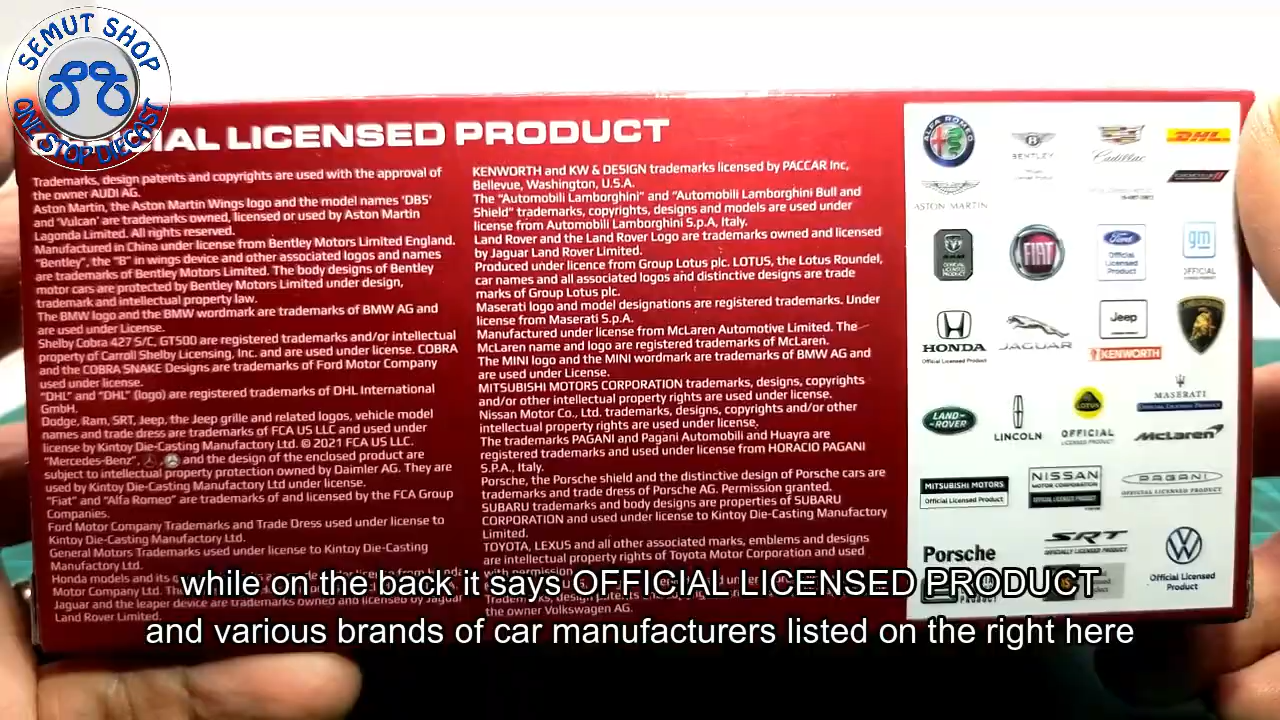 SEMUT SHOP
ONE STOP DIECAST
IAL LICENSED PRODUCT
Trademarks, design patents and copyrights are used with the approval of
the owner AUDI AG.
Aston Martin, the Aston Martin Wings logo and the model names 'DBS'
and 'Vulcan' are trademarks owned, licensed or used by Aston Martin
Lagonda Limited. All rights reserved.
Manufactured in China under license from Bentley Motors Limited England.
"Bentley", the "B" in wings device and other associated logos and names
are trademarks of Bentley Motors Limited. The body designs of Bentley
motor cars are protected by Bentley Motors Limited under design,
trademark and intellectual property law.
The BMW logo and the BMW wordmark are trademarks of BMW AG and
are used under License.
Shelby Cobra 427 S/C, GT500 are registered trademarks and/or intellectual
property of Carroll Shelby Licensing, Inc. and are used under license. COBRA
and the COBRA SNAKE Designs are trademarks of Ford Motor Company
used under license.
"DHL" and "DHL" (logo) are registered trademarks of DHL International
GmbH.
Dodge, Ram, SRT, Jeep, the Jeep grille and related logos, vehicle model
names and trade dress are trademarks of FCA US LLC and used under
license by Kintoy Die-Casting Manufactory Ltd. © 2021 FCA US LLC.
"Mercedes-Benz", and the design of the enclosed product are
subject to intellectual property protection owned by Daimler AG. They are
used by Kintoy Die-Casting Manufactory Ltd under license.
"Fiat" and "Alfa Romeo" are trademarks of and licensed by the FCA Group
Companies.
Ford Motor Company Trademarks and Trade Dress used under license to
Kintoy Die-Casting Manufactory Ltd.
General Motors Trademarks used under license to Kintoy Die-Casting
Manufactory Ltd.
Honda models and its
Motor Company Ltd.
Jaguar and the leaper device are trademarks owned and licensed by Jaguar
Land Rover Limited.
KENWORTH and KW & DESIGN trademarks licensed by PACCAR Inc,
Bellevue, Washington, U.S.A.
The "Automobili Lamborghini" and "Automobili Lamborghini Bull and
Shield" trademarks, copyrights, designs and models are used under
license from Automobili Lamborghini S.p.A, Italy.
Land Rover and the Land Rover Logo are trademarks owned and licensed
by Jaguar Land Rover Limited.
Produced under licence from Group Lotus plc. LOTUS, the Lotus Roundel,
car names and all associated logos and distinctive designs are trade
marks of Group Lotus plc.
Maserati logo and model designations are registered trademarks. Under
license from Maserati S.p.A.
Manufactured under license from McLaren Automotive Limited. The
McLaren name and logo are registered trademarks of McLaren.
The MINI logo and the MINI wordmark are trademarks of BMW AG and
are used under License.
MITSUBISHI MOTORS CORPORATION trademarks, designs, copyrights
and/or other intellectual property rights are used under license.
Nissan Motor Co., Ltd. trademarks, designs, copyrights and/or other
intellectual property rights are used under license.
The trademarks PAGANI and Pagani Automobili and Huayra are
registered trademarks and used under license from HORACIO PAGANI
S.P.A., Italy.
Porsche, the Porsche shield and the distinctive design of Porsche cars are
trademarks and trade dress of Porsche AG. Permission granted.
SUBARU trademarks and body designs are properties of SUBARU
CORPORATION and used under license to Kintoy Die-Casting Manufactory
Limited.
TOYOTA, LEXUS and all other associated marks, emblems and designs
are intellectual property rights of Toyota Motor Corporation and used
with permission
the owner Volkswagen AG.
ALFA ROMEO
BENTLEY
Cadillac
DHL
ASTON MARTIN
FIAT
Ford
Official
Licensed
Product
gm
OFFICIAL
HONDA
Official Licensed Product
JAGUAR
Jeep
KENWORTH
LAND ROVER
LINCOLN
LOTUS
OFFICIAL
MASERATI
McLaren
MITSUBISHI MOTORS
Official Licensed Product
NISSAN
PAGANI
OFFICIAL LICENSED PRODUCT
Porsche
SRT
OFFICIALLY LICENSED PRODUCT
Official Licensed
Product
while on the back it says OFFICIAL LICENSED PRODUCT
and various brands of car manufacturers listed on the right here